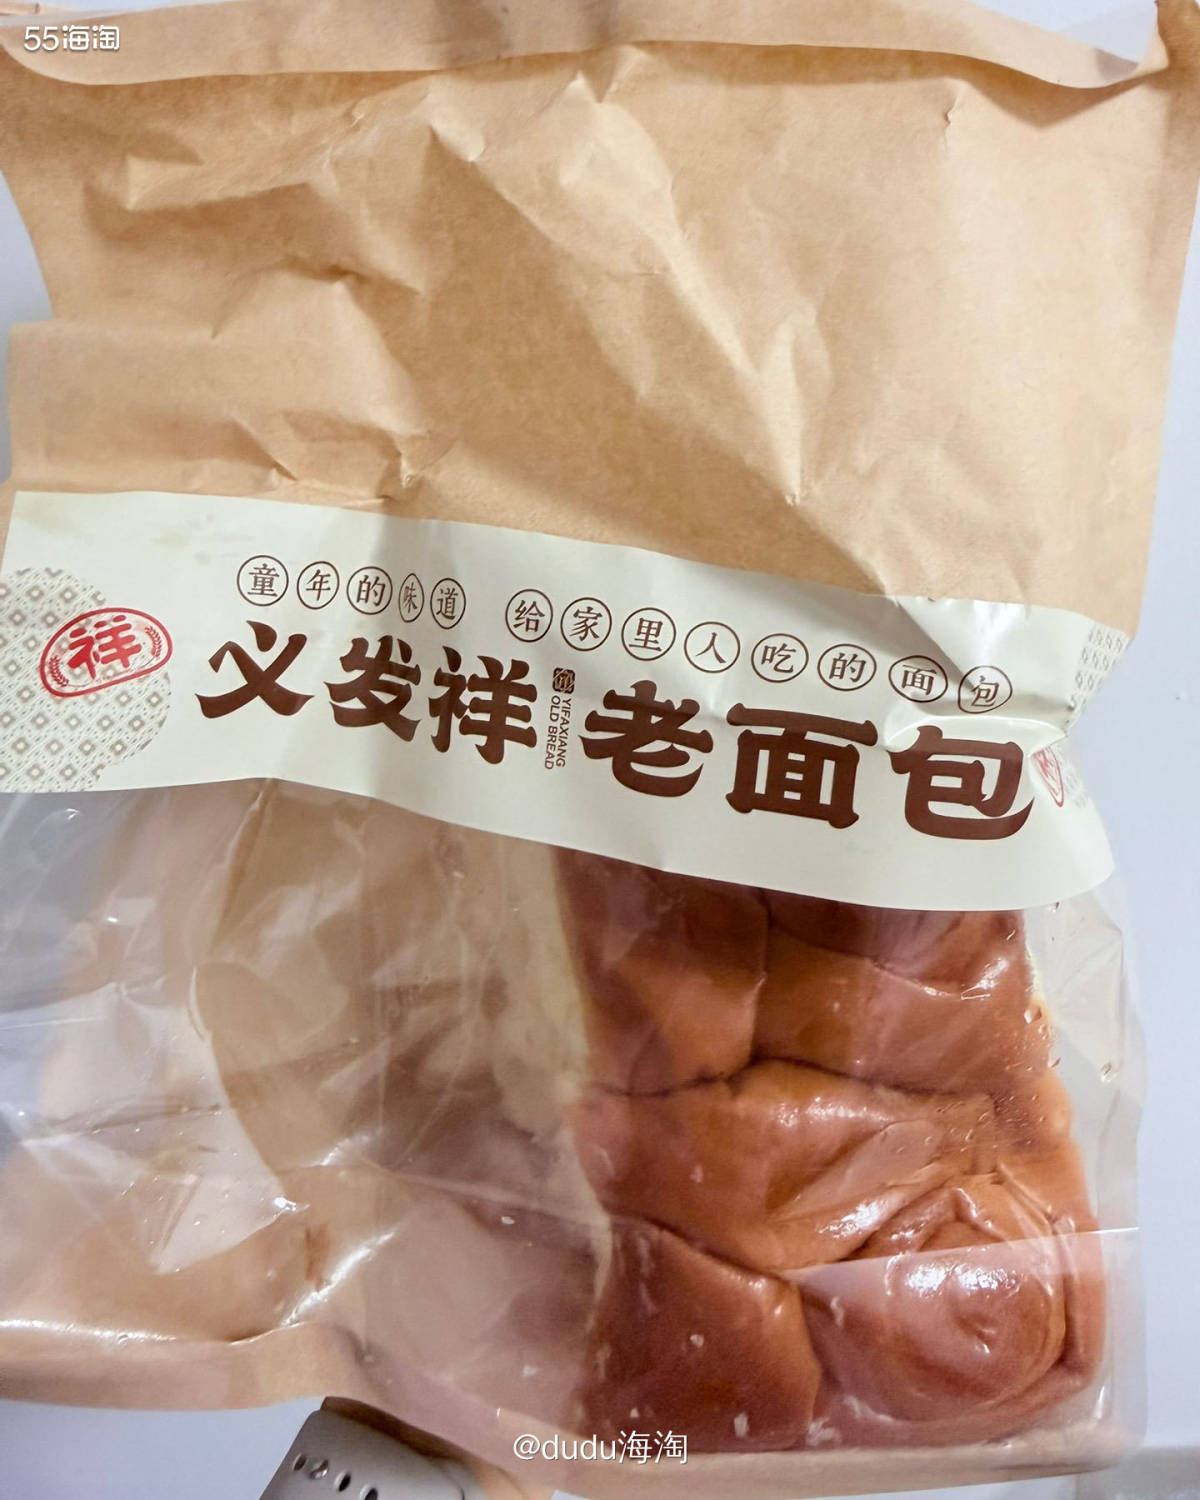 55海淘
童年的味道 给家里人吃的面包
祥
义发祥
YIFAXIANG
OLD BREAD
老面包
@dudu海淘